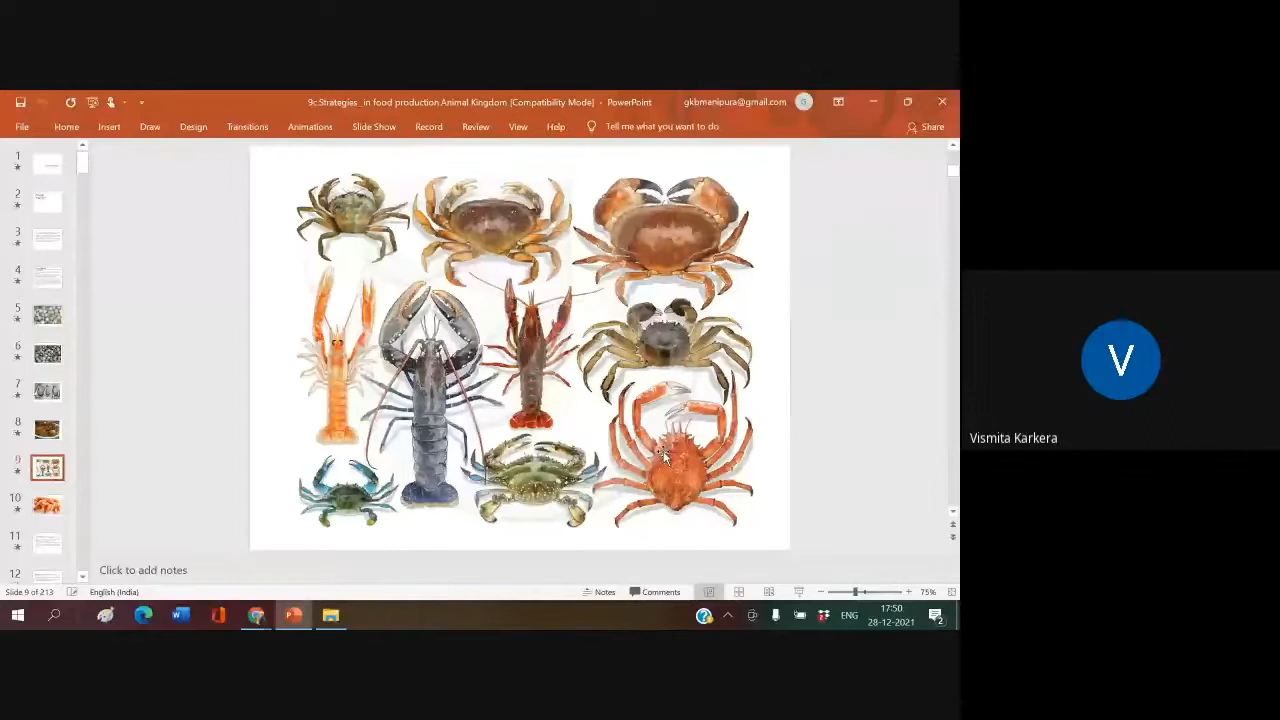 9c.Strategies_in food production.Animal Kingdom [Compatibility Mode] - PowerPoint
gkbmanipura@gmail.com
G
File Home Insert Draw Design Transitions Animations Slide Show Record Review View Help Tell me what you want to do
Share
1
2
3
4
5
6
7
8
9
10
11
12
Click to add notes
Slide 9 of 213 English (India)
Notes Comments 75%
ENG
17:50
28-12-2021
2
V
Vismita Karkera